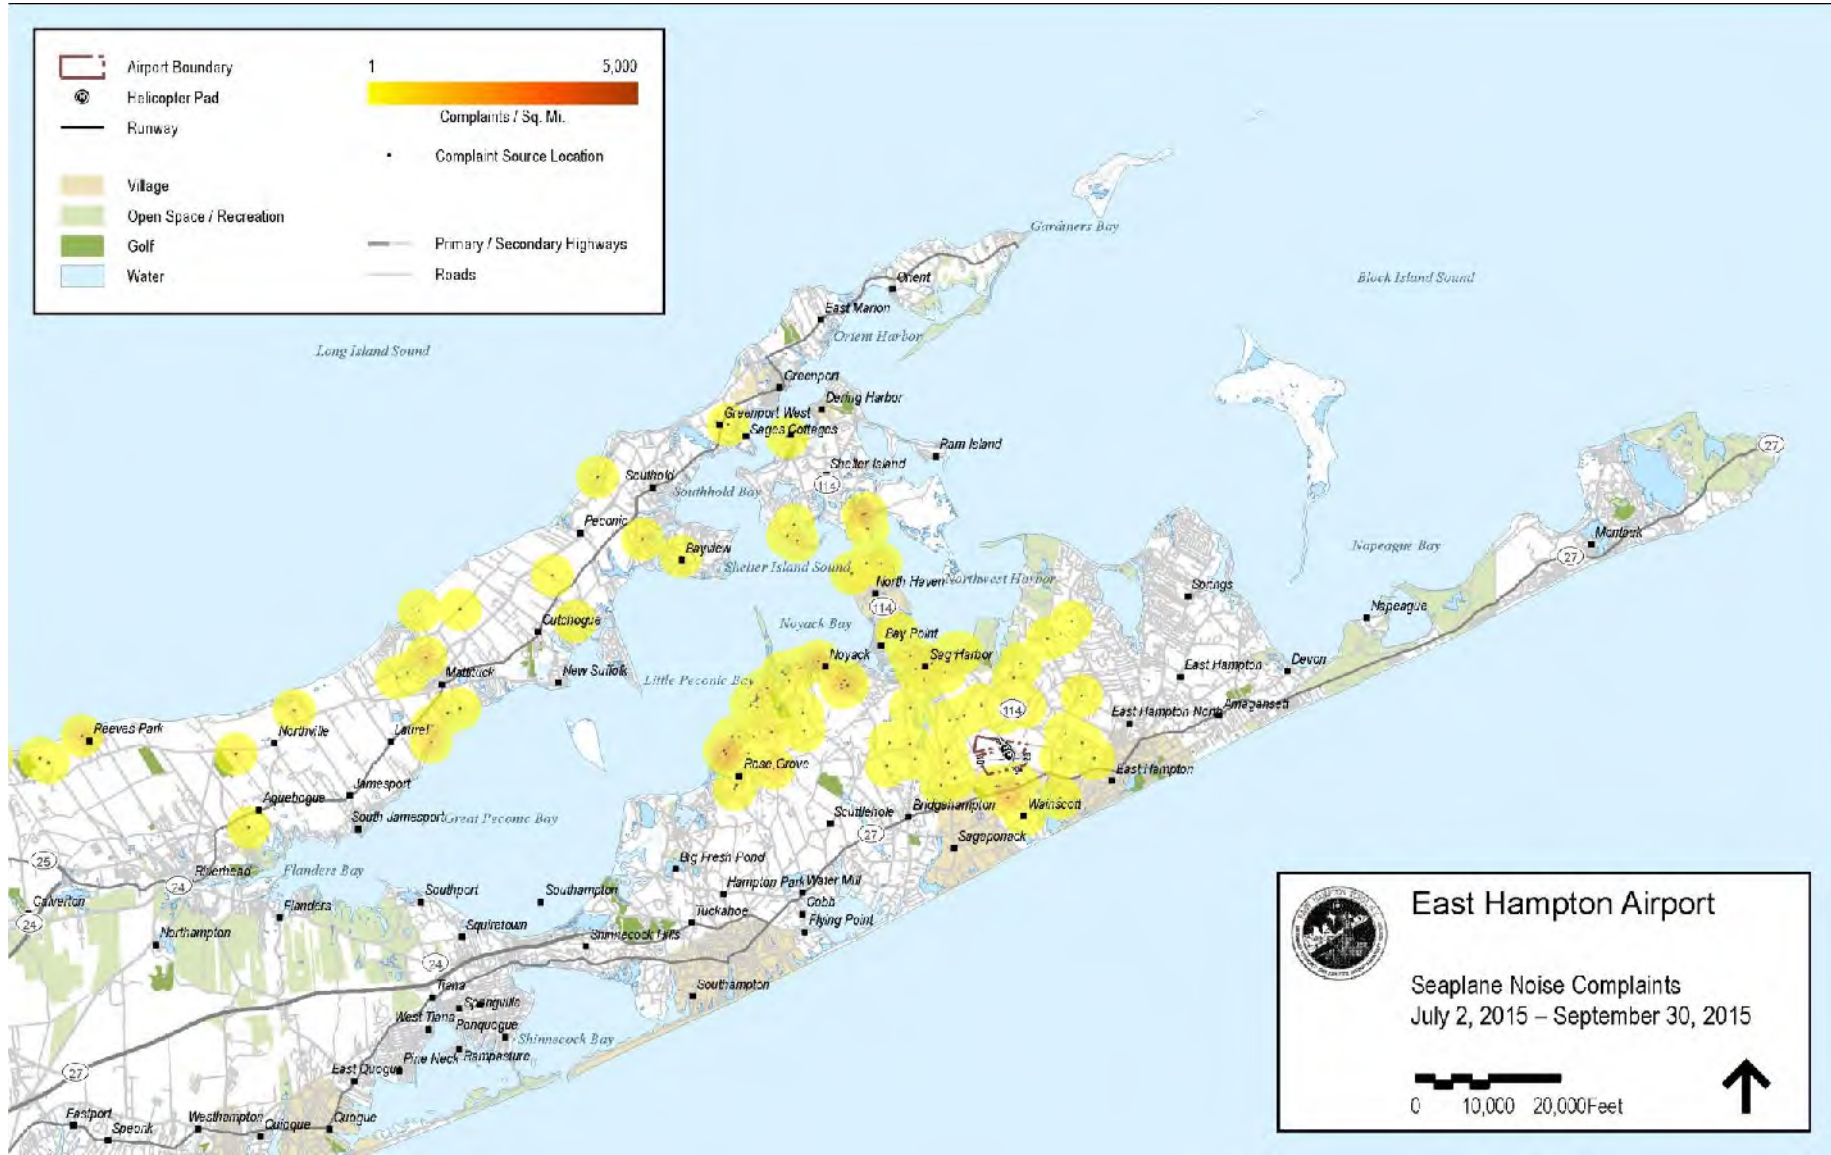 Airport Boundary
Helicopter Pad
Runway
Village
Open Space / Recreation
Golf
Water
1 5,000
Complaints / Sq. Mi.
Complaint Source Location
Primary / Secondary Highways
Roads
Gardiners Bay
Block Island Sound
Orient
East Marion
Orient Harbor
Long Island Sound
Greenport
Dering Harbor
Greenport West
Sages Cottages
Ram Island
27
Shelter Island
Southold
114
Southhold Bay
Peconic
Montauk
Bayview
Napeague Bay
27
Shelter Island Sound
North Haven
Northwest Harbor
Springs
114
Napeague
Cutchogue
Noyack Bay
Bay Point
Noyack
Sag Harbor
East Hampton
Devon
Mattituck
New Suffolk
Little Peconic Bay
114
East Hampton North
Amagansett
Reeves Park
Northville
Laurel
Rose Grove
East Hampton
Jamesport
Aquebogue
South Jamesport
Great Peconic Bay
Scuttlehole
Bridgehampton
Wainscott
27
Sagaponack
25
Riverhead
Flanders Bay
Big Fresh Pond
24
Calverton
Southport
Southampton
Hampton Park
Water Mill
Cobb
24
Flanders
Tuckahoe
Flying Point
Northampton
Squiretown
Shinnecock Hills
24
Tiana
Southampton
Springville
West Tiana
Ponquogue
Shinnecock Bay
Pine Neck
Rampasture
27
East Quogue
Eastport
Speonk
Westhampton
Quiogue
Quogue
East Hampton Airport
Seaplane Noise Complaints
July 2, 2015 – September 30, 2015
0 10,000 20,000Feet